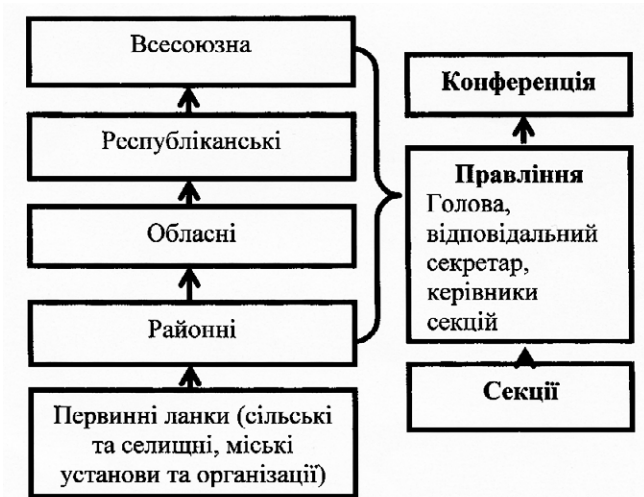 Всесоюзна
Республіканські
Обласні
Районні
Первинні ланки (сільські
та селищні, міські
установи та організації)
Конференція
Правління
Голова,
відповідальний
секретар,
керівники
секцій
Секції